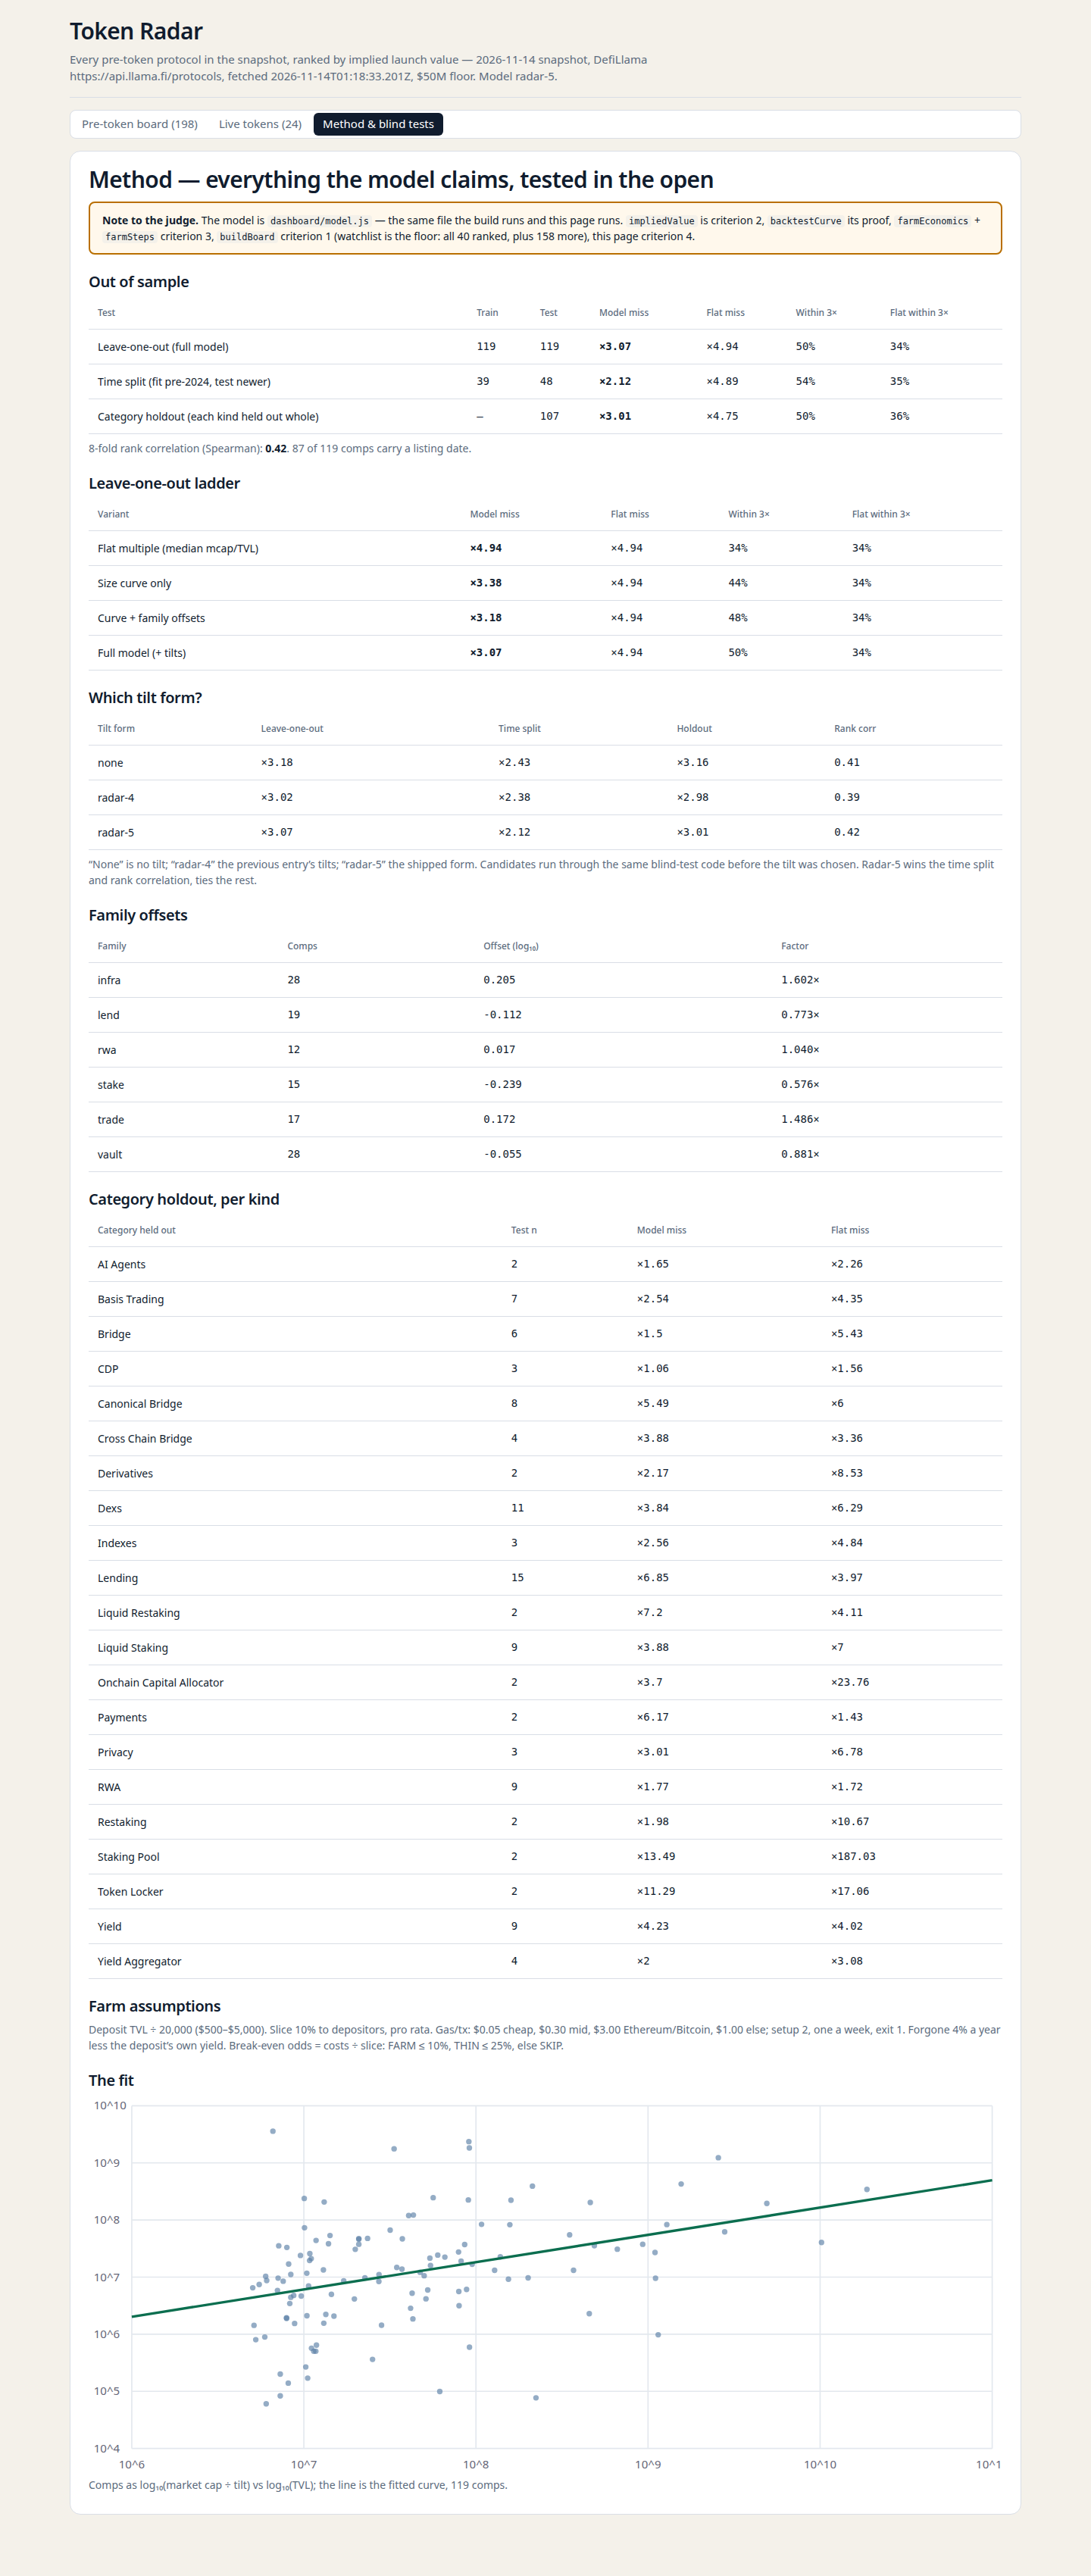 Token Radar
Every pre-token protocol in the snapshot, ranked by implied launch value — 2026-11-14 snapshot, DefiLlama
https://api.llama.fi/protocols, fetched 2026-11-14T01:18:33.201Z, $50M floor. Model radar-5.
Pre-token board (198) Live tokens (24) Method & blind tests
Method — everything the model claims, tested in the open
Note to the judge. The model is dashboard/model.js — the same file the build runs and this page runs. impliedValue is criterion 2, backtestCurve its proof, farmEconomics +
farmSteps criterion 3, buildBoard criterion 1 (watchlist is the floor: all 40 ranked, plus 158 more), this page criterion 4.
Out of sample
Test Train Test Model miss Flat miss Within 3× Flat within 3×
Leave-one-out (full model) 119 119 ×3.07 ×4.94 50% 34%
Time split (fit pre-2024, test newer) 39 48 ×2.12 ×4.89 54% 35%
Category holdout (each kind held out whole) — 107 ×3.01 ×4.75 50% 36%
8-fold rank correlation (Spearman): 0.42. 87 of 119 comps carry a listing date.
Leave-one-out ladder
Variant Model miss Flat miss Within 3× Flat within 3×
Flat multiple (median mcap/TVL) ×4.94 ×4.94 34% 34%
Size curve only ×3.38 ×4.94 44% 34%
Curve + family offsets ×3.18 ×4.94 48% 34%
Full model (+ tilts) ×3.07 ×4.94 50% 34%
Which tilt form?
Tilt form Leave-one-out Time split Holdout Rank corr
none ×3.18 ×2.43 ×3.16 0.41
radar-4 ×3.02 ×2.38 ×2.98 0.39
radar-5 ×3.07 ×2.12 ×3.01 0.42
“None” is no tilt; “radar-4” the previous entry’s tilts; “radar-5” the shipped form. Candidates run through the same blind-test code before the tilt was chosen. Radar-5 wins the time split
and rank correlation, ties the rest.
Family offsets
Family Comps Offset (log₁₀) Factor
infra 28 0.205 1.602×
lend 19 -0.112 0.773×
rwa 12 0.017 1.040×
stake 15 -0.239 0.576×
trade 17 0.172 1.486×
vault 28 -0.055 0.881×
Category holdout, per kind
Category held out Test n Model miss Flat miss
AI Agents 2 ×1.65 ×2.26
Basis Trading 7 ×2.54 ×4.35
Bridge 6 ×1.5 ×5.43
CDP 3 ×1.06 ×1.56
Canonical Bridge 8 ×5.49 ×6
Cross Chain Bridge 4 ×3.88 ×3.36
Derivatives 2 ×2.17 ×8.53
Dexs 11 ×3.84 ×6.29
Indexes 3 ×2.56 ×4.84
Lending 15 ×6.85 ×3.97
Liquid Restaking 2 ×7.2 ×4.11
Liquid Staking 9 ×3.88 ×7
Onchain Capital Allocator 2 ×3.7 ×23.76
Payments 2 ×6.17 ×1.43
Privacy 3 ×3.01 ×6.78
RWA 9 ×1.77 ×1.72
Restaking 2 ×1.98 ×10.67
Staking Pool 2 ×13.49 ×187.03
Token Locker 2 ×11.29 ×17.06
Yield 9 ×4.23 ×4.02
Yield Aggregator 4 ×2 ×3.08
Farm assumptions
Deposit TVL ÷ 20,000 ($500–$5,000). Slice 10% to depositors, pro rata. Gas/tx: $0.05 cheap, $0.30 mid, $3.00 Ethereum/Bitcoin, $1.00 else; setup 2, one a week, exit 1. Forgone 4% a year
less the deposit’s own yield. Break-even odds = costs ÷ slice: FARM ≤ 10%, THIN ≤ 25%, else SKIP.
The fit
10^10
10^9
10^8
10^7
10^6
10^5
10^4
10^6 10^7 10^8 10^9 10^10 10^1
Comps as log₁₀(market cap ÷ tilt) vs log₁₀(TVL); the line is the fitted curve, 119 comps.